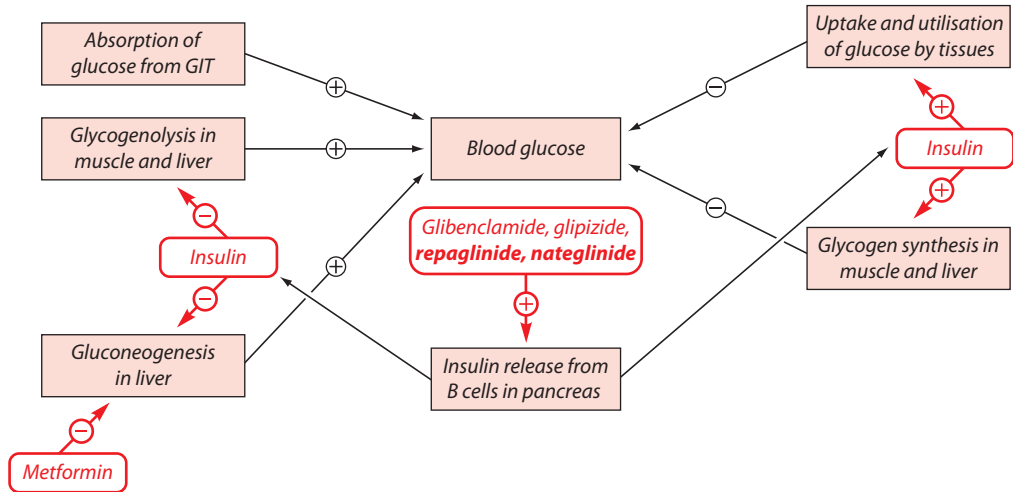 Absorption of
glucose from GIT
+
Glycogenolysis in
muscle and liver
+
−
Insulin
−
+
Gluconeogenesis
in liver
−
Metformin
Blood glucose
Glibenclamide, glipizide,
repaglinide, nateglinide
+
Insulin release from
B cells in pancreas
Uptake and utilisation
of glucose by tissues
−
+
Insulin
+
−
Glycogen synthesis in
muscle and liver